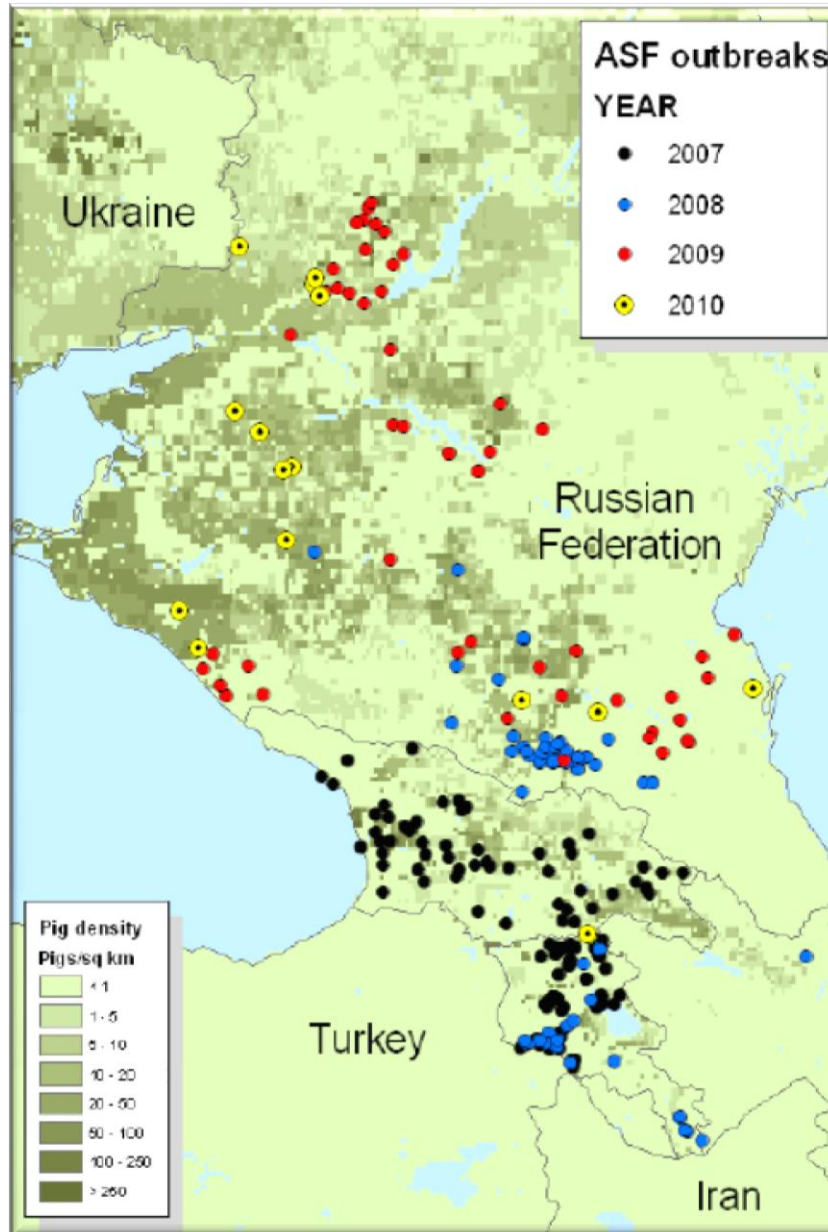 ASF outbreaks
YEAR
2007
2008
2009
2010
Ukraine
Russian
Federation
Pig density
Pigs/sq km
< 1
1 - 5
6 - 10
10 - 20
20 - 50
50 - 100
100 - 250
> 250
Turkey
Iran